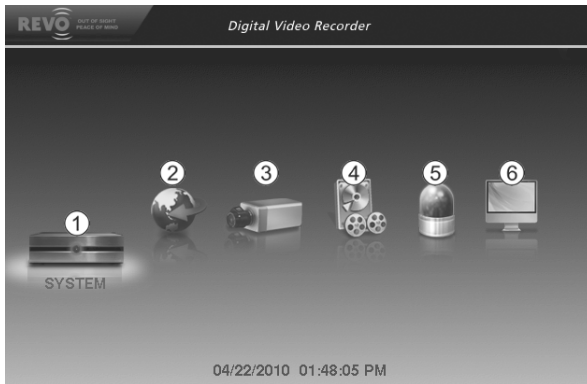 REVO OUT OF SIGHT
PEACE OF MIND
Digital Video Recorder
1
2
3
4
5
6
SYSTEM
04/22/2010 01:48:05 PM